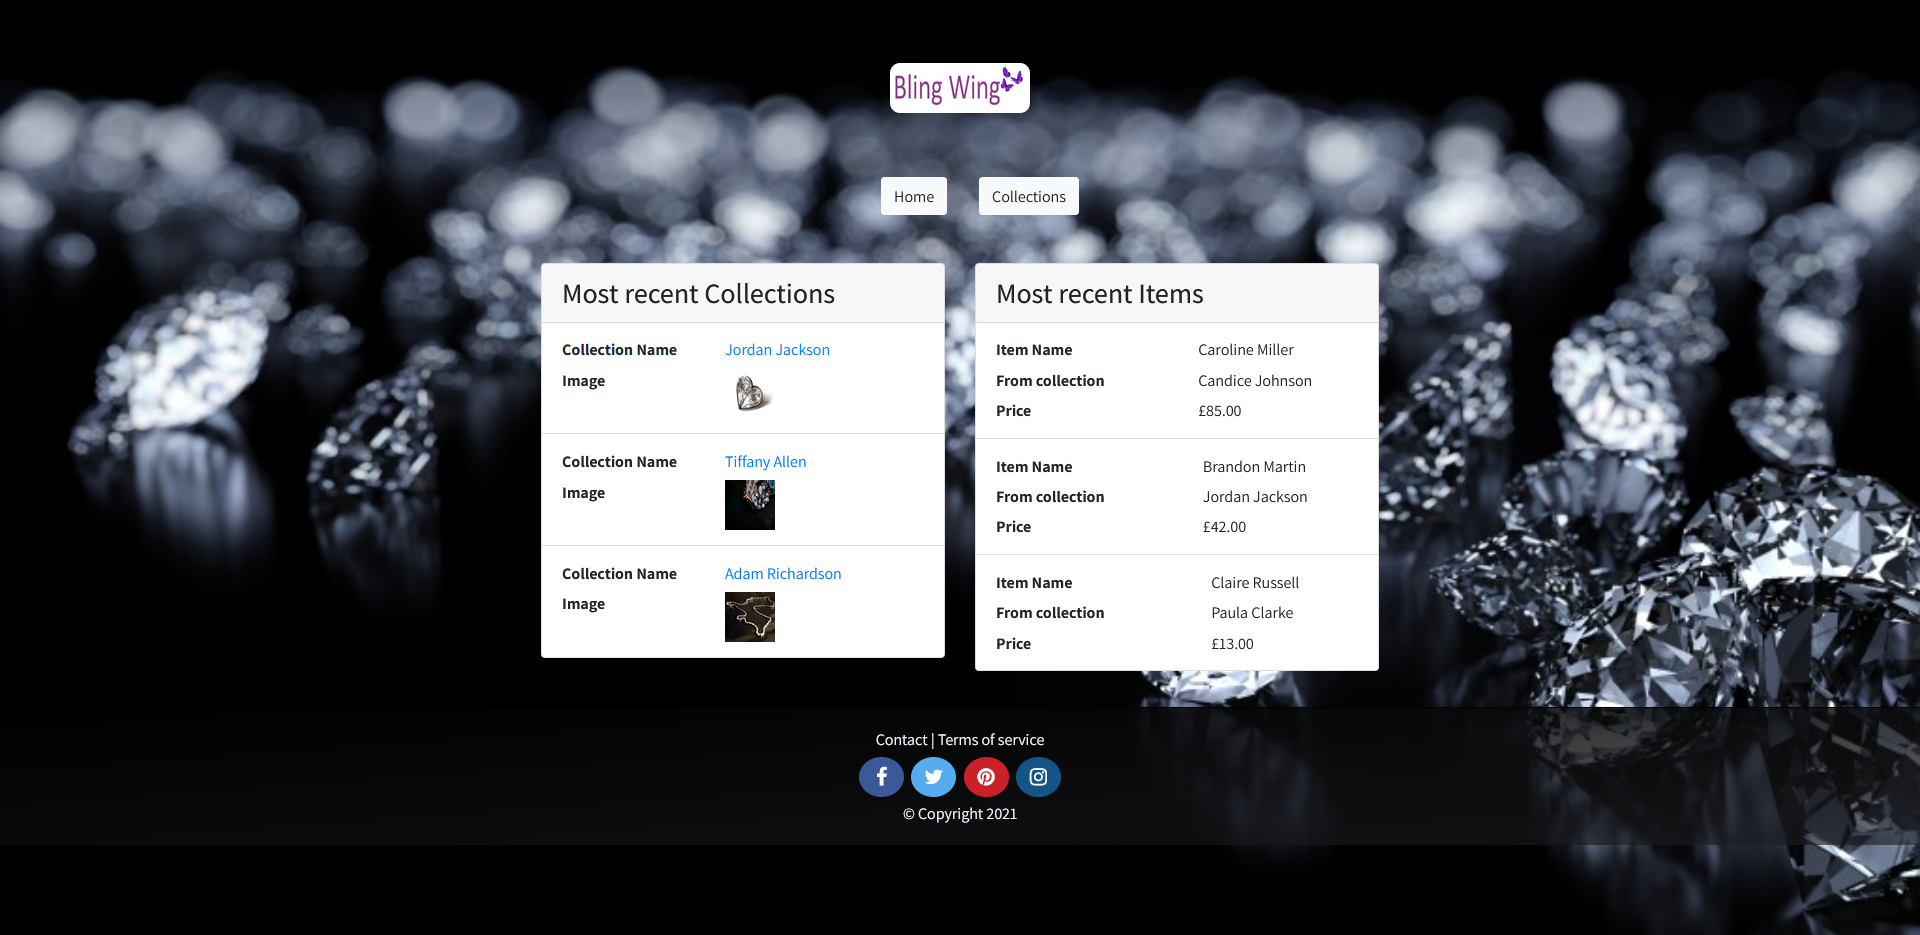 Bling Wing
Home
Collections
Most recent Collections
Collection Name Jordan Jackson
Image
Collection Name Tiffany Allen
Image
Collection Name Adam Richardson
Image
Most recent Items
Item Name Caroline Miller
From collection Candice Johnson
Price £85.00
Item Name Brandon Martin
From collection Jordan Jackson
Price £42.00
Item Name Claire Russell
From collection Paula Clarke
Price £13.00
Contact | Terms of service
© Copyright 2021